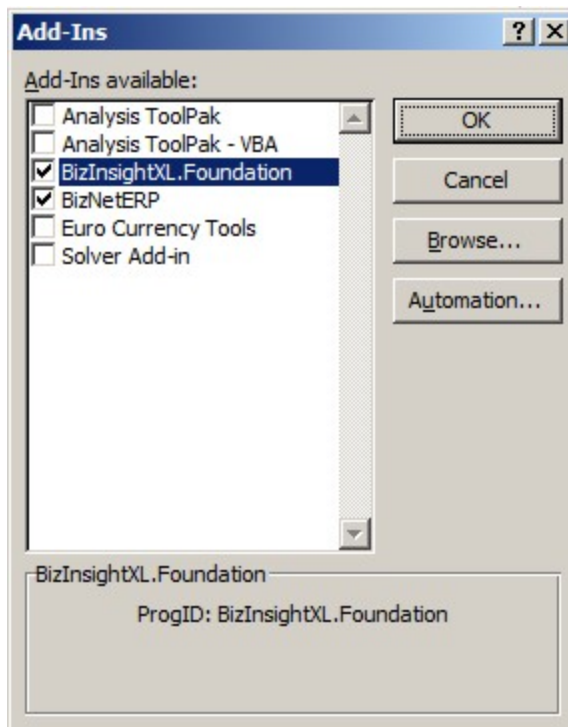 Add-Ins
Add-Ins available:
Analysis ToolPak
Analysis ToolPak - VBA
BizInsightXL.Foundation
BizNetERP
Euro Currency Tools
Solver Add-in
OK
Cancel
Browse...
Automation...
BizInsightXL.Foundation
ProgID: BizInsightXL.Foundation